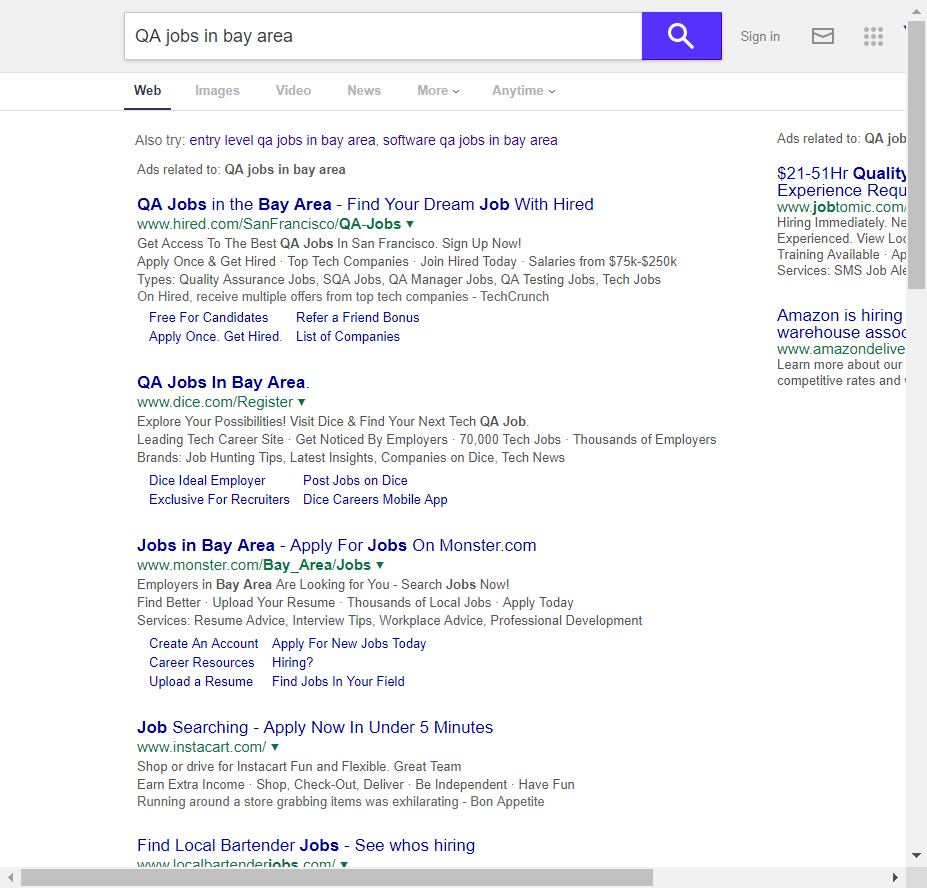 QA jobs in bay area
Sign in
Web Images Video News More Anytime
Also try: entry level qa jobs in bay area, software qa jobs in bay area
Ads related to: QA jobs in bay area
QA Jobs in the Bay Area - Find Your Dream Job With Hired
www.hired.com/SanFrancisco/QA-Jobs ▼
Get Access To The Best QA Jobs In San Francisco. Sign Up Now!
Apply Once & Get Hired · Top Tech Companies · Join Hired Today · Salaries from $75k-$250k
Types: Quality Assurance Jobs, SQA Jobs, QA Manager Jobs, QA Testing Jobs, Tech Jobs
On Hired, receive multiple offers from top tech companies - TechCrunch
Free For Candidates Refer a Friend Bonus
Apply Once. Get Hired. List of Companies
QA Jobs In Bay Area.
www.dice.com/Register ▼
Explore Your Possibilities! Visit Dice & Find Your Next Tech QA Job.
Leading Tech Career Site · Get Noticed By Employers · 70,000 Tech Jobs · Thousands of Employers
Brands: Job Hunting Tips, Latest Insights, Companies on Dice, Tech News
Dice Ideal Employer Post Jobs on Dice
Exclusive For Recruiters Dice Careers Mobile App
Jobs in Bay Area - Apply For Jobs On Monster.com
www.monster.com/Bay_Area/Jobs ▼
Employers in Bay Area Are Looking for You - Search Jobs Now!
Find Better · Upload Your Resume · Thousands of Local Jobs · Apply Today
Services: Resume Advice, Interview Tips, Workplace Advice, Professional Development
Create An Account Apply For New Jobs Today
Career Resources Hiring?
Upload a Resume Find Jobs In Your Field
Job Searching - Apply Now In Under 5 Minutes
www.instacart.com/ ▼
Shop or drive for Instacart Fun and Flexible. Great Team
Earn Extra Income · Shop, Check-Out, Deliver · Be Independent · Have Fun
Running around a store grabbing items was exhilarating - Bon Appetite
Find Local Bartender Jobs - See whos hiring
www.localbartenderjobs.com/ ▼
Ads related to: QA job
$21-51Hr Quality
Experience Requ
www.jobtomic.com/
Hiring Immediately. Ne
Experienced. View Loc
Training Available · Ap
Services: SMS Job Ale
Amazon is hiring
warehouse assoc
www.amazondelive
Learn more about our
competitive rates and